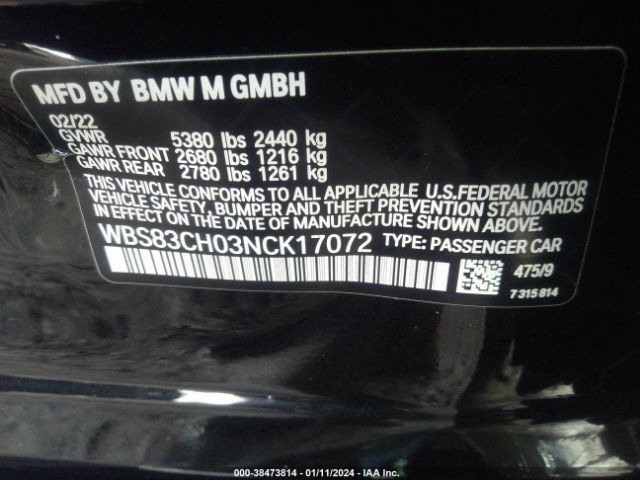 MFD BY BMW M GMBH
02/22
GVWR 5380 lbs 2440 kg
GAWR FRONT 2680 lbs 1216 kg
GAWR REAR 2780 lbs 1261 kg
THIS VEHICLE CONFORMS TO ALL APPLICABLE U.S.FEDERAL MOTOR
VEHICLE SAFETY, BUMPER AND THEFT PREVENTION STANDARDS
IN EFFECT ON THE DATE OF MANUFACTURE SHOWN ABOVE.
WBS83CH03NCK17072 TYPE: PASSENGER CAR
475/9
7 315 814
000-38473814 - 01/11/2024 - IAA Inc.